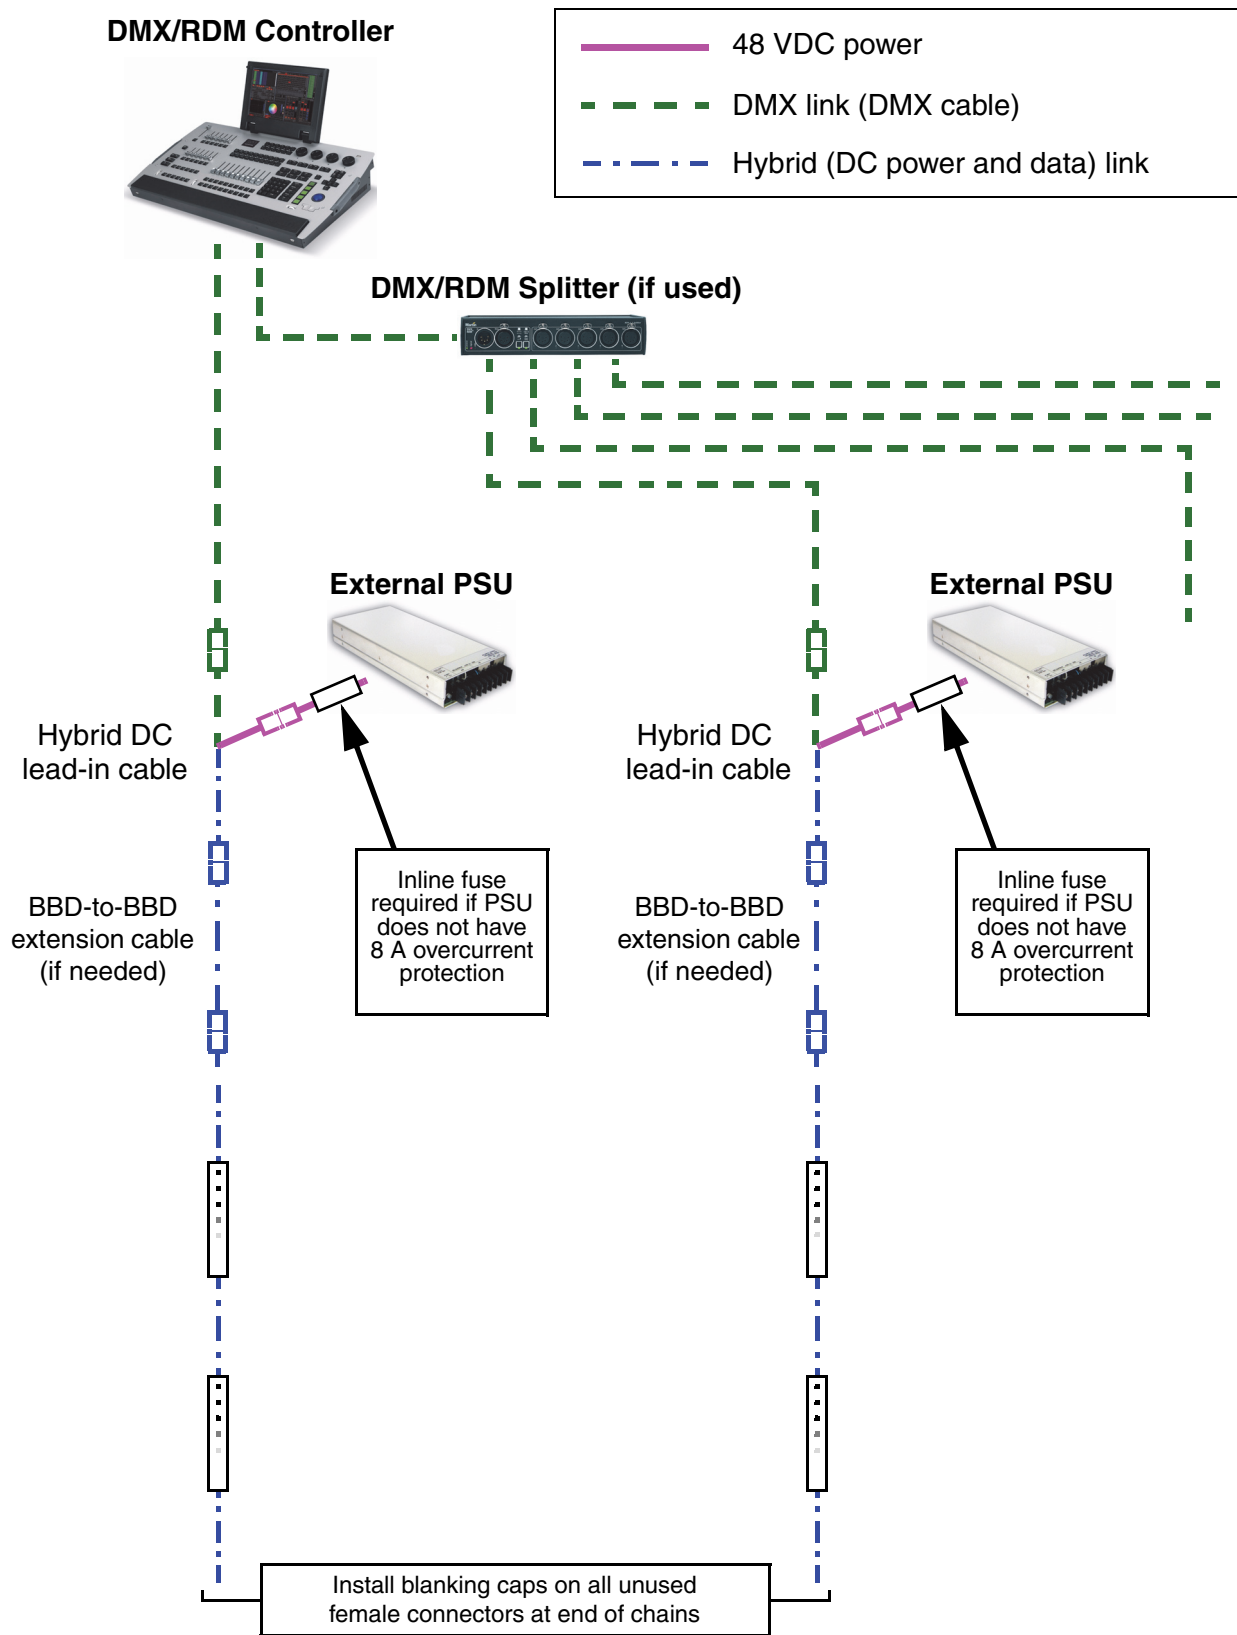 DMX/RDM Controller
48 VDC power
DMX link (DMX cable)
Hybrid (DC power and data) link
DMX/RDM Splitter (if used)
External PSU
External PSU
Hybrid DC
lead-in cable
Hybrid DC
lead-in cable
Inline fuse
required if PSU
does not have
8 A overcurrent
protection
Inline fuse
required if PSU
does not have
8 A overcurrent
protection
BBD-to-BBD
extension cable
(if needed)
BBD-to-BBD
extension cable
(if needed)
Install blanking caps on all unused
female connectors at end of chains